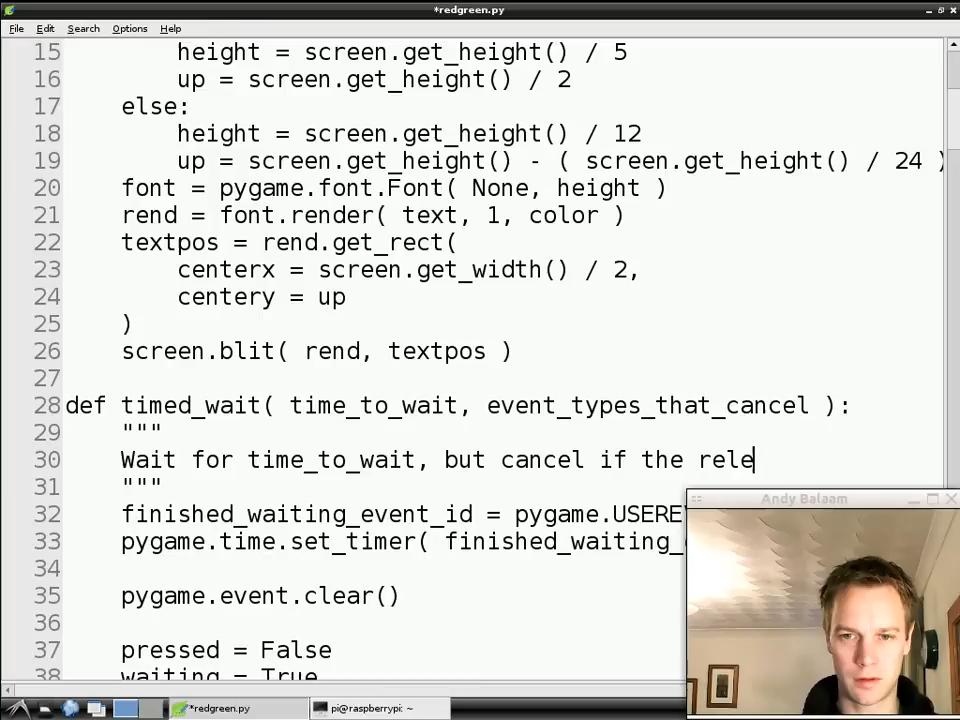 *redgreen.py
File Edit Search Options Help
15 height = screen.get_height() / 5
16 up = screen.get_height() / 2
17 else:
18 height = screen.get_height() / 12
19 up = screen.get_height() - ( screen.get_height() / 24 )
20 font = pygame.font.Font( None, height )
21 rend = font.render( text, 1, color )
22 textpos = rend.get_rect(
23 centerx = screen.get_width() / 2,
24 centery = up
25 )
26 screen.blit( rend, textpos )
27
28 def timed_wait( time_to_wait, event_types_that_cancel ):
29 """
30 Wait for time_to_wait, but cancel if the rele
31 """
32 finished_waiting_event_id = pygame.USERE
33 pygame.time.set_timer( finished_waiting_
34
35 pygame.event.clear()
36
37 pressed = False
38 waiting = True
Andy Balaam
*redgreen.py
pi@raspberrypi: ~